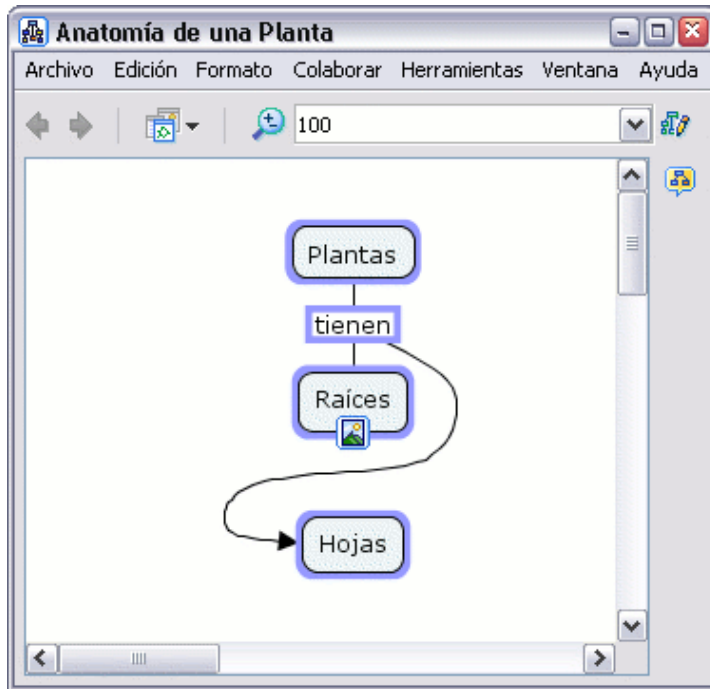 Anatomía de una Planta
Archivo Edición Formato Colaborar Herramientas Ventana Ayuda
100
Plantas
tienen
Raíces
Hojas